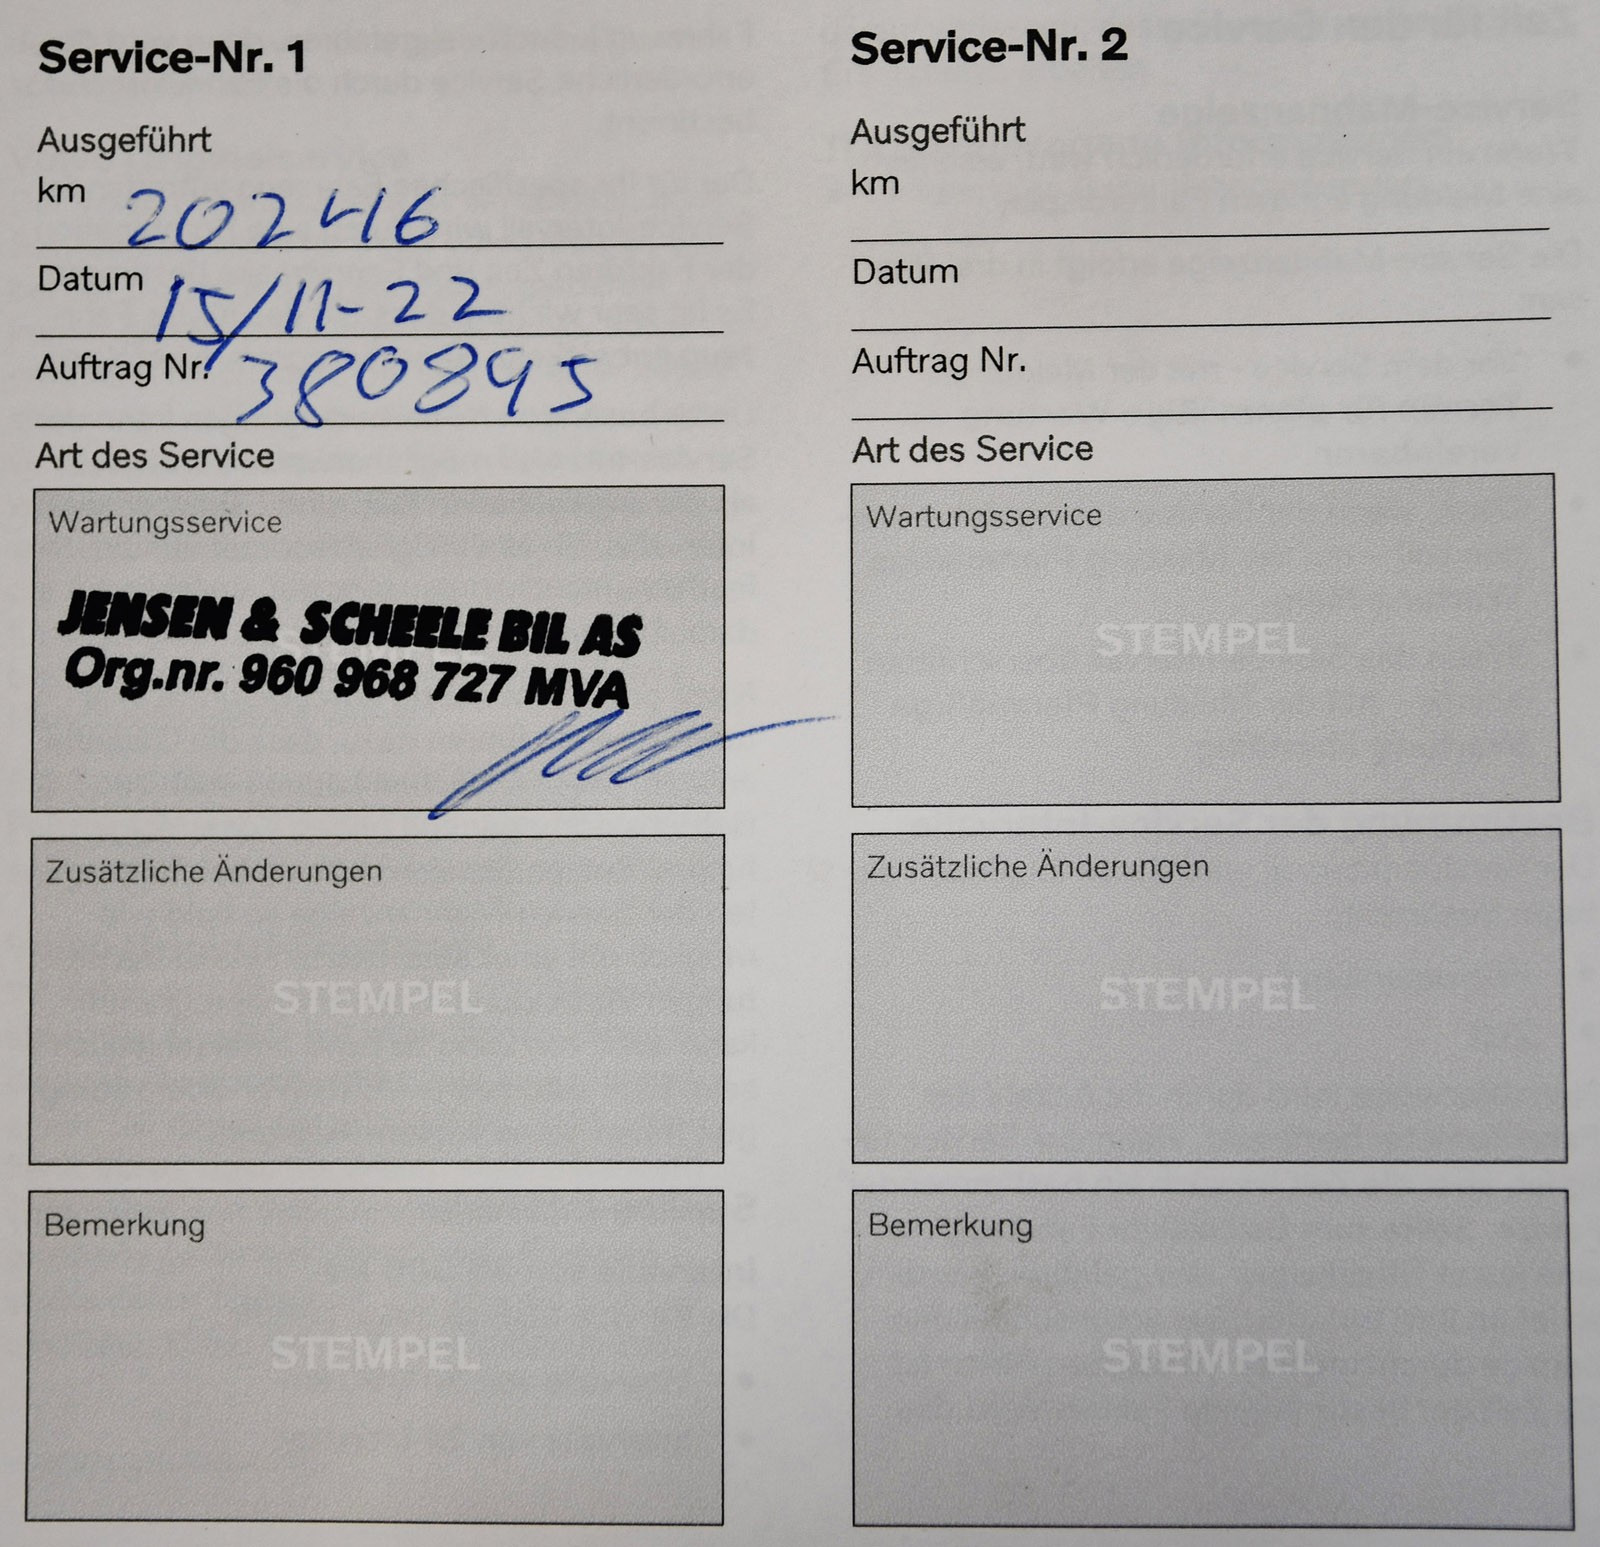 Service-Nr. 1
Ausgeführt
km 20246
Datum 15/11-22
Auftrag Nr. 380895
Art des Service
Wartungsservice
JENSEN & SCHEELE BIL AS
Org.nr. 960 968 727 MVA
Zusätzliche Änderungen
STEMPEL
Bemerkung
STEMPEL
Service-Nr. 2
Ausgeführt
km
Datum
Auftrag Nr.
Art des Service
Wartungsservice
STEMPEL
Zusätzliche Änderungen
STEMPEL
Bemerkung
STEMPEL